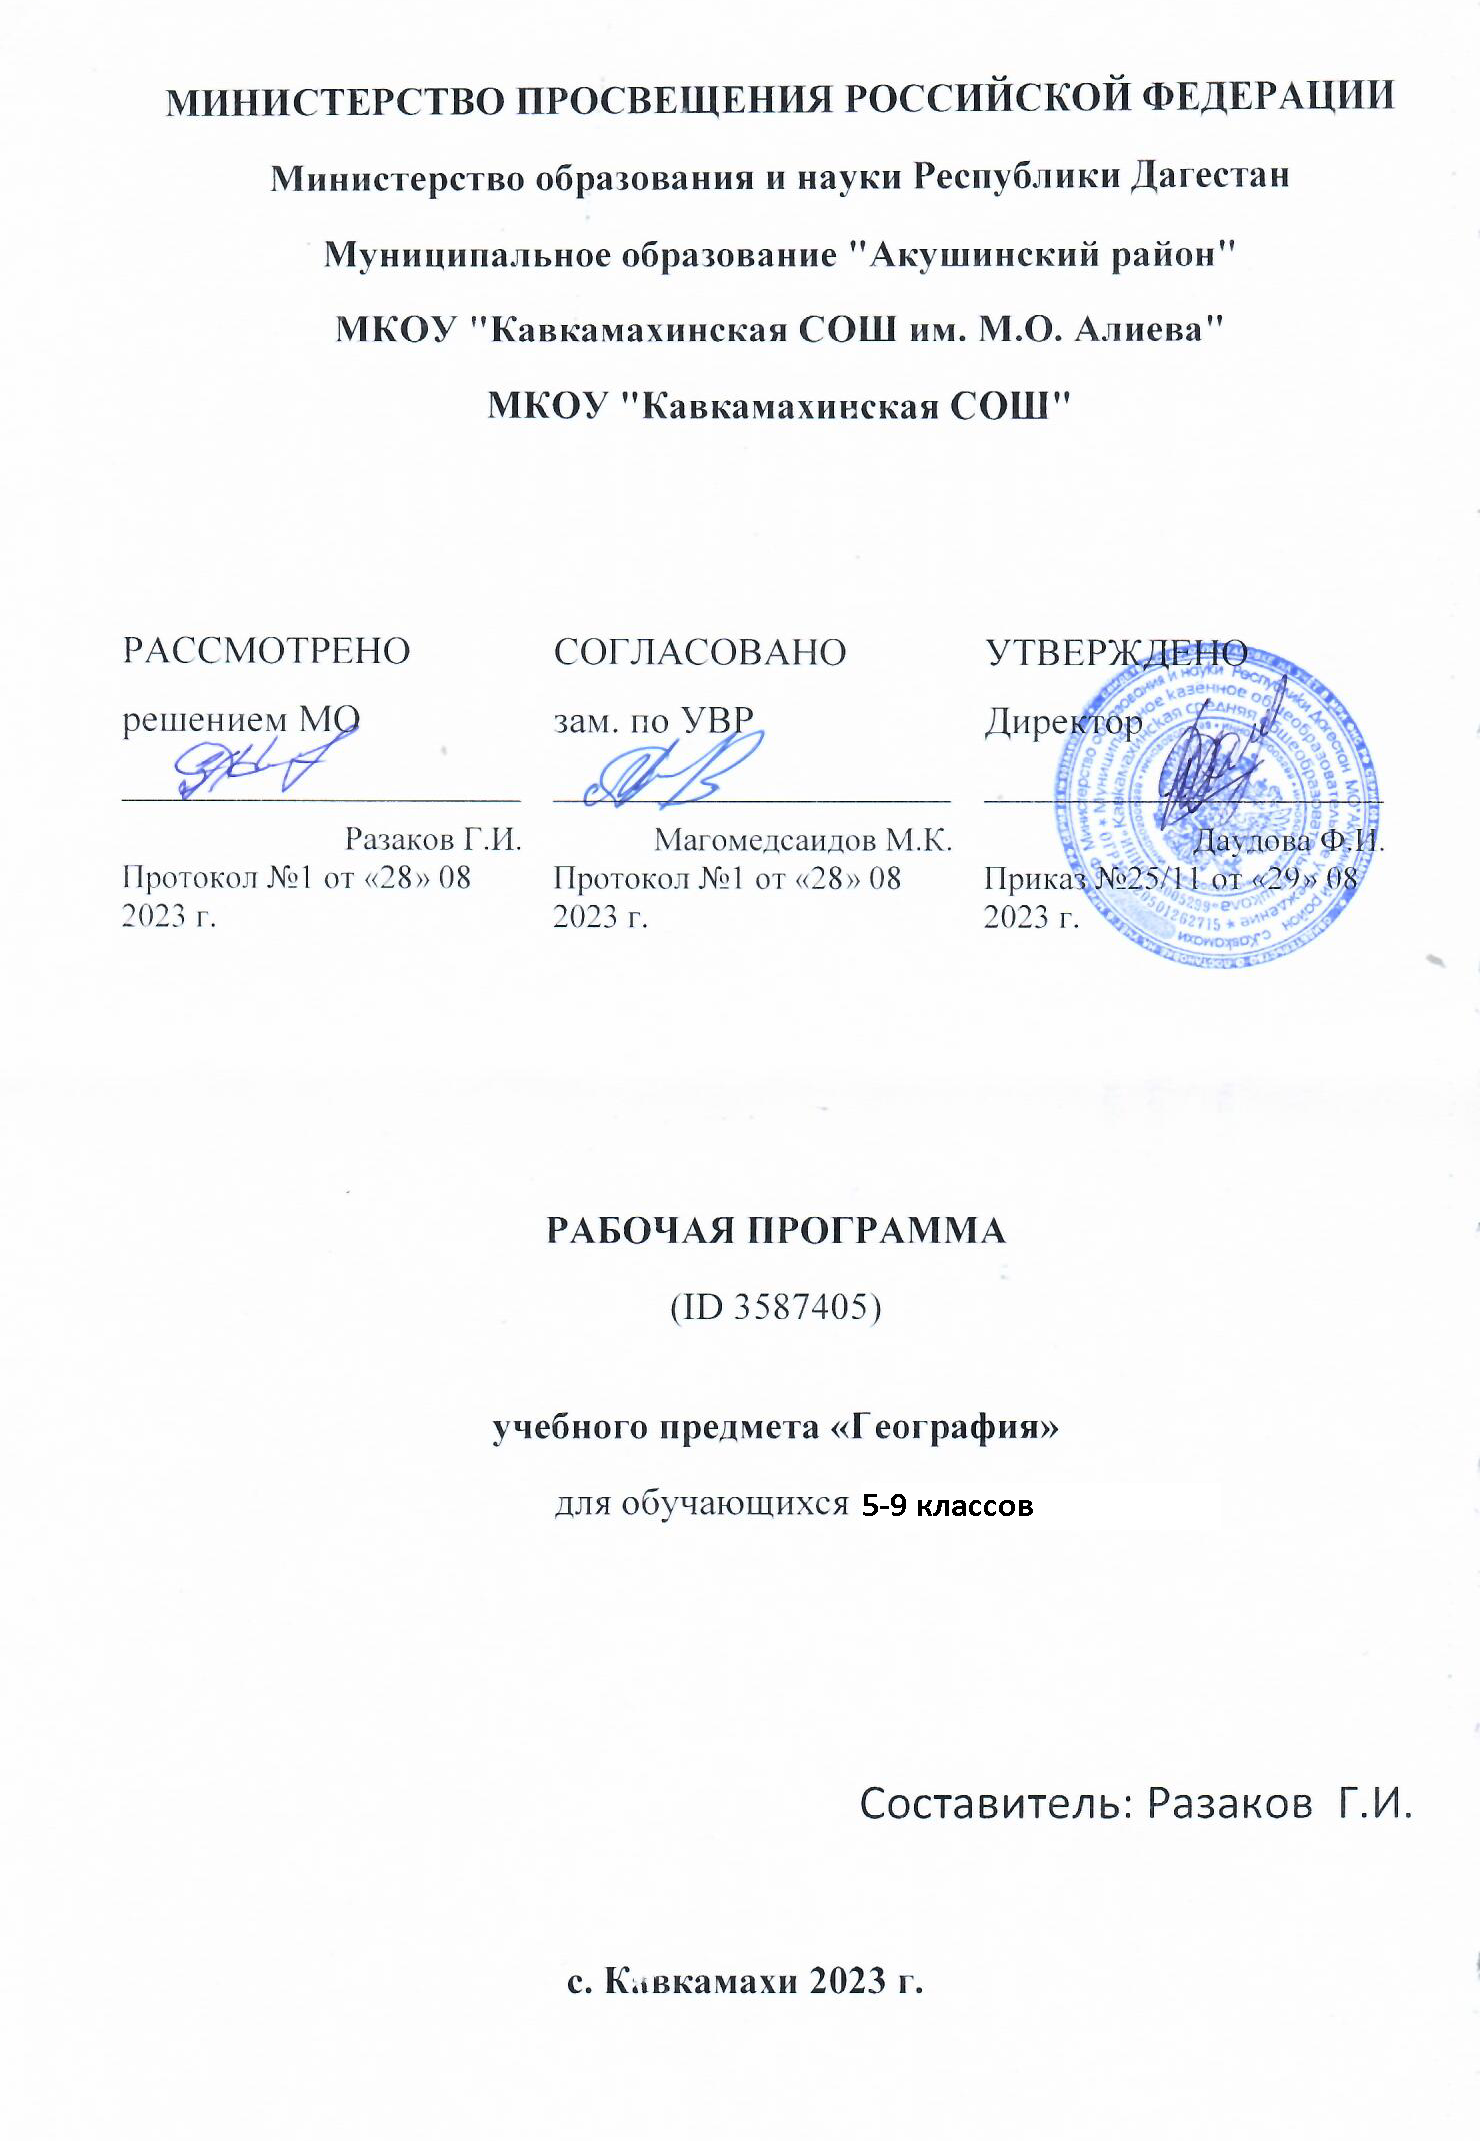 МИНИСТЕРСТВО ПРОСВЕЩЕНИЯ РОССИЙСКОЙ ФЕДЕРАЦИИ
Министерство образования и науки Республики Дагестан
Муниципальное образование "Акушинский район"
МКОУ "Кавкамахинская СОШ им. М.О. Алиева"
МКОУ "Кавкамахинская СОШ"
РАССМОТРЕНО
решением МО
Разаков Г.И.
Протокол №1 от «28» 08
2023 г.
СОГЛАСОВАНО
зам. по УВР
Магомедсаидов М.К.
Протокол №1 от «28» 08
2023 г.
УТВЕРЖДЕНО
Директор
Даудова Ф.И.
Приказ №25/11 от «29» 08
2023 г.
РАБОЧАЯ ПРОГРАММА
(ID 3587405)
учебного предмета «География»
для обучающихся 5-9 классов
Составитель: Разаков Г.И.
с. Кавкамахи 2023 г.